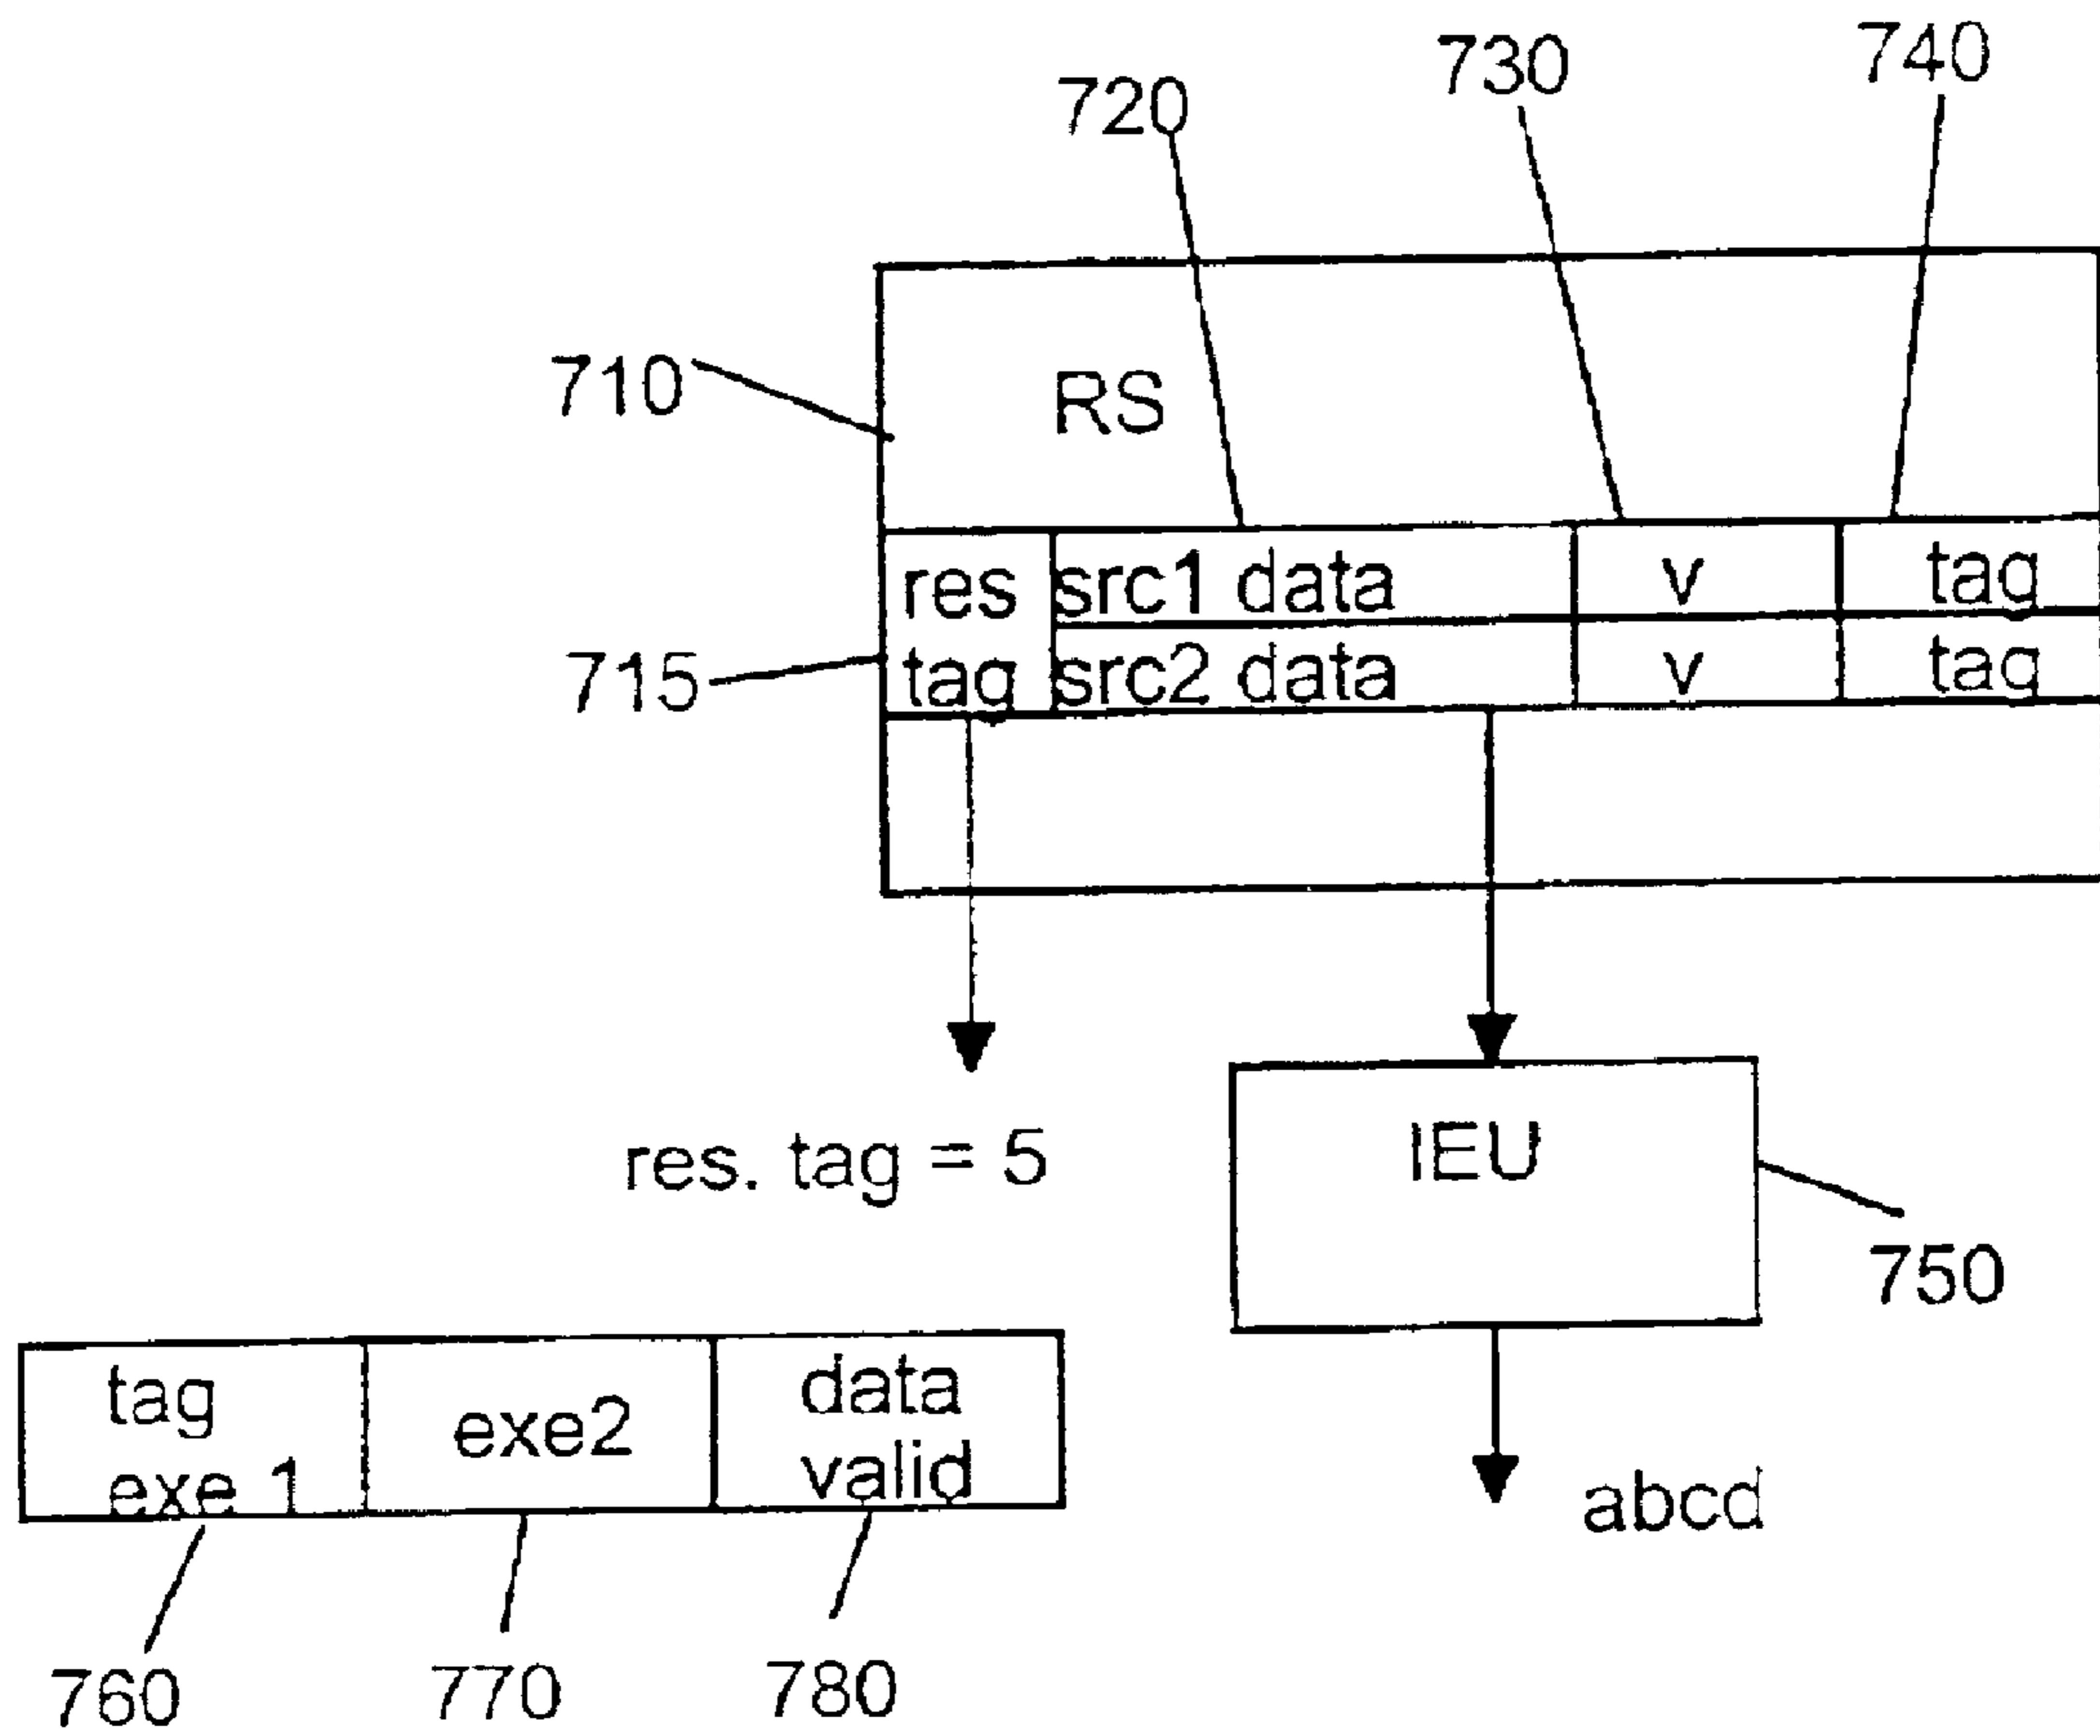 720
730
740
710
RS
res
tag
src1 data
v
tag
src2 data
v
tag
715
res. tag = 5
IEU
750
tag
exe 1
exe2
data
valid
abcd
760
770
780